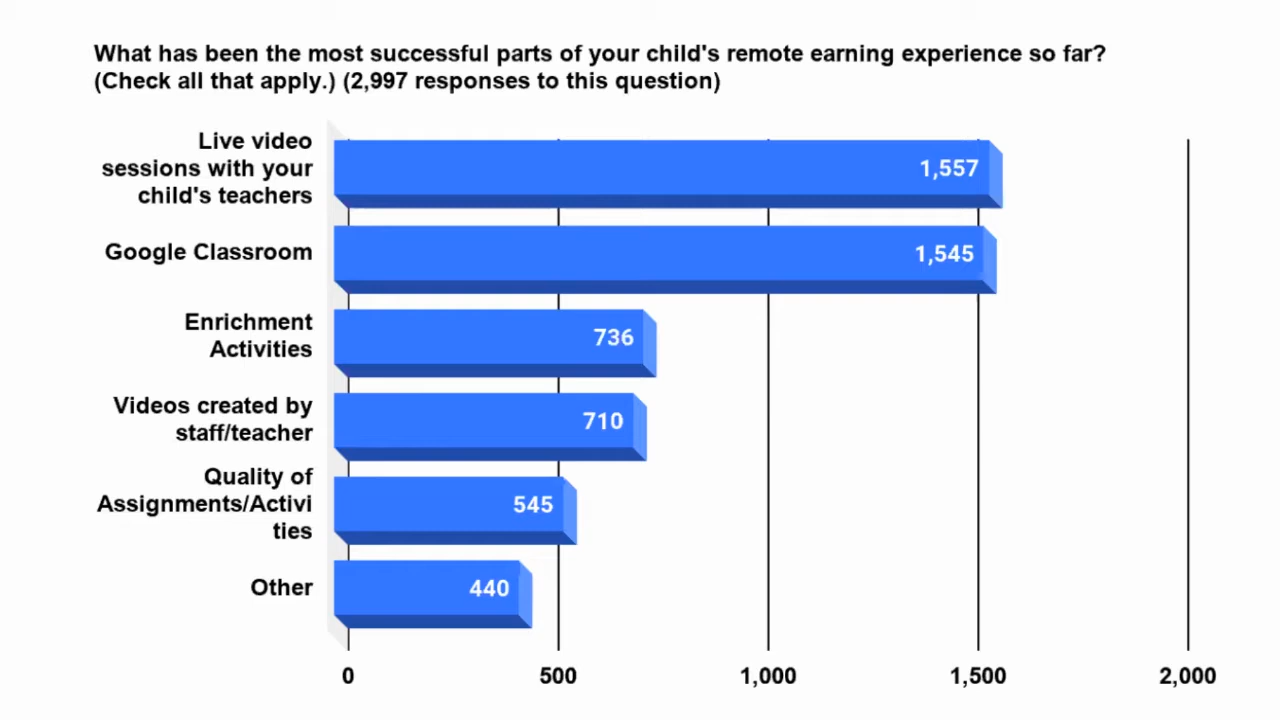 What has been the most successful parts of your child's remote earning experience so far?
(Check all that apply.) (2,997 responses to this question)
Live video
sessions with your
child's teachers
1,557
Google Classroom
1,545
Enrichment
Activities
736
Videos created by
staff/teacher
710
Quality of
Assignments/Activi
ties
545
Other
440
0
500
1,000
1,500
2,000